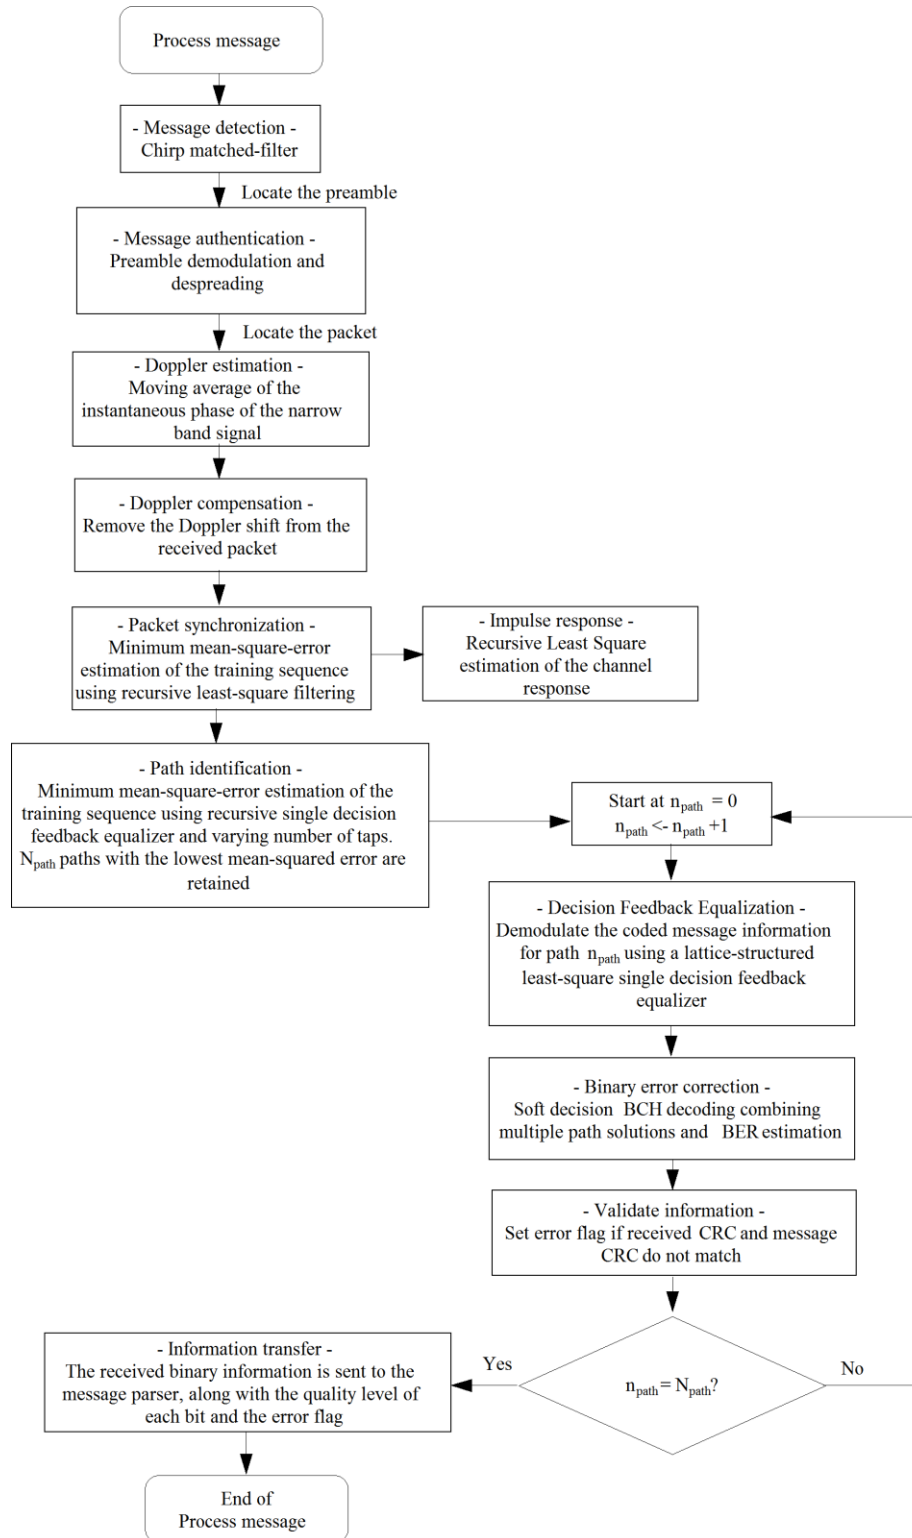 Process message
- Message detection -
Chirp matched-filter
Locate the preamble
- Message authentication -
Preamble demodulation and
despreading
Locate the packet
- Doppler estimation -
Moving average of the
instantaneous phase of the narrow
band signal
- Doppler compensation -
Remove the Doppler shift from the
received packet
- Packet synchronization -
Minimum mean-square-error
estimation of the training sequence
using recursive least-square filtering
- Impulse response -
Recursive Least Square
estimation of the channel
response
- Path identification -
Minimum mean-square-error estimation of the
training sequence using recursive single decision
feedback equalizer and varying number of taps.
Npath paths with the lowest mean-squared error are
retained
Start at npath = 0
npath <- npath +1
- Decision Feedback Equalization -
Demodulate the coded message information
for path npath using a lattice-structured
least-square single decision feedback
equalizer
- Binary error correction -
Soft decision BCH decoding combining
multiple path solutions and BER estimation
- Validate information -
Set error flag if received CRC and message
CRC do not match
npath = Npath?
Yes
No
- Information transfer -
The received binary information is sent to the
message parser, along with the quality level of
each bit and the error flag
End of
Process message